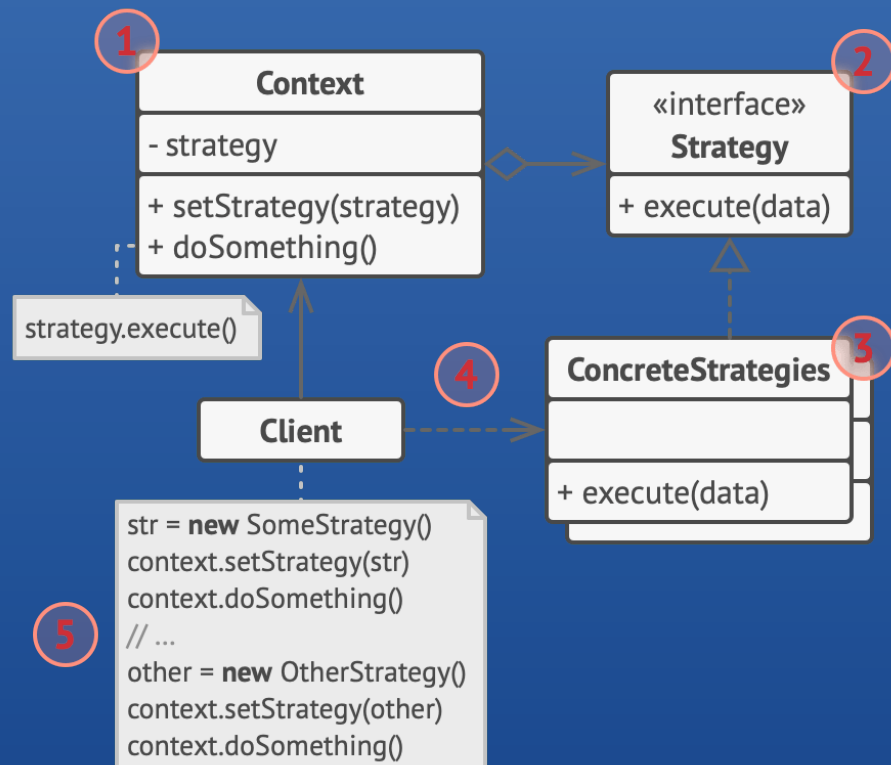 1
Context
- strategy
+ setStrategy(strategy)
+ doSomething()
2
«interface»
Strategy
+ execute(data)
strategy.execute()
3
ConcreteStrategies
+ execute(data)
4
Client
5
str = new SomeStrategy()
context.setStrategy(str)
context.doSomething()
// ...
other = new OtherStrategy()
context.setStrategy(other)
context.doSomething()